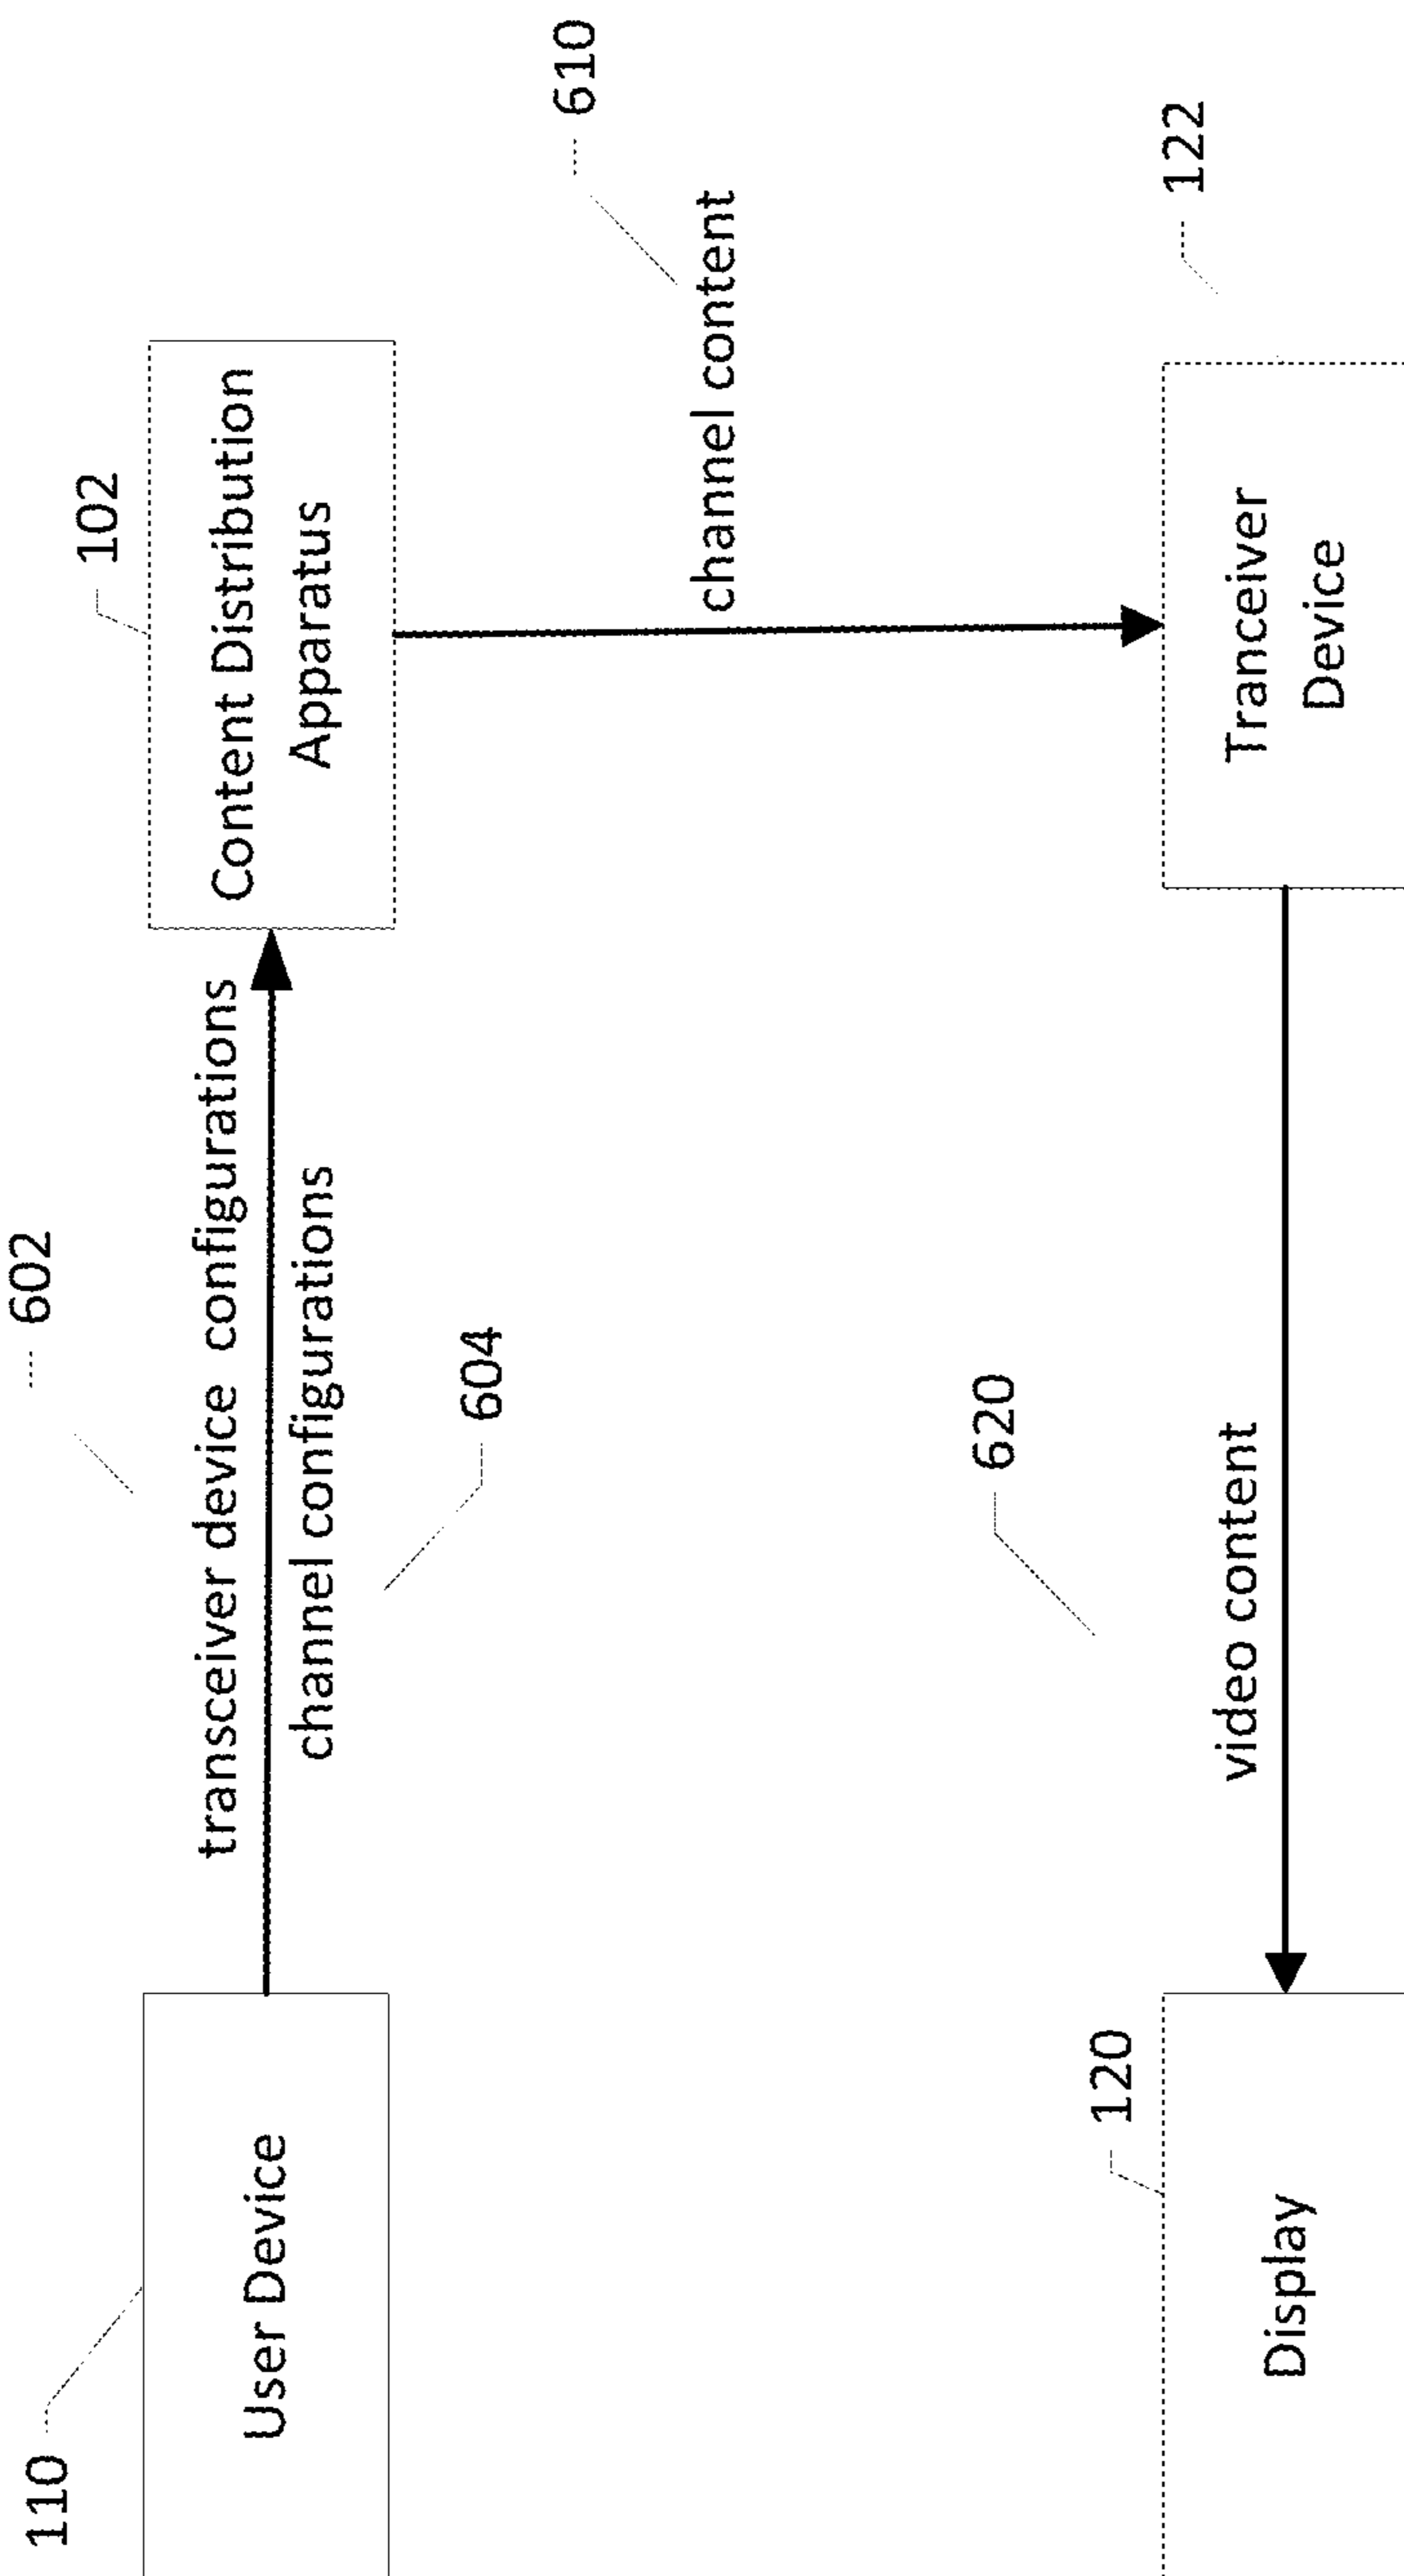 110
User Device
602
transceiver device configurations
channel configurations
604
102
Content Distribution
Apparatus
610
channel content
120
Display
620
video content
122
Tranceiver
Device